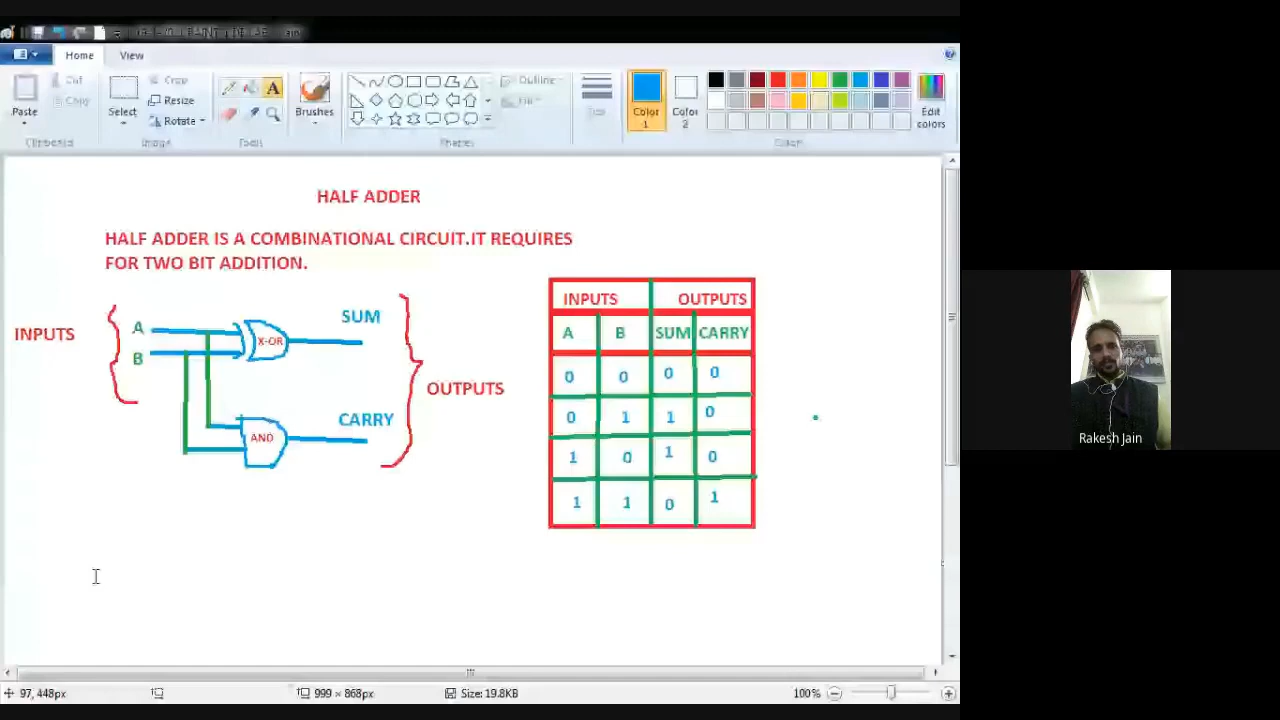 Home
View
Paste
Cut
Copy
Clipboard
Select
Crop
Resize
Rotate
Image
Tools
Brushes
Outline
Fill
Shapes
Size
Color
1
Color
2
Edit
colors
Colors
HALF ADDER
HALF ADDER IS A COMBINATIONAL CIRCUIT.IT REQUIRES
FOR TWO BIT ADDITION.
INPUTS
A
B
X-OR
SUM
AND
CARRY
OUTPUTS
INPUTS OUTPUTS
A B SUM CARRY
0 0 0 0
0 1 1 0
1 0 1 0
1 1 0 1
Rakesh Jain
97, 448px
999 × 868px
Size: 19.8KB
100%